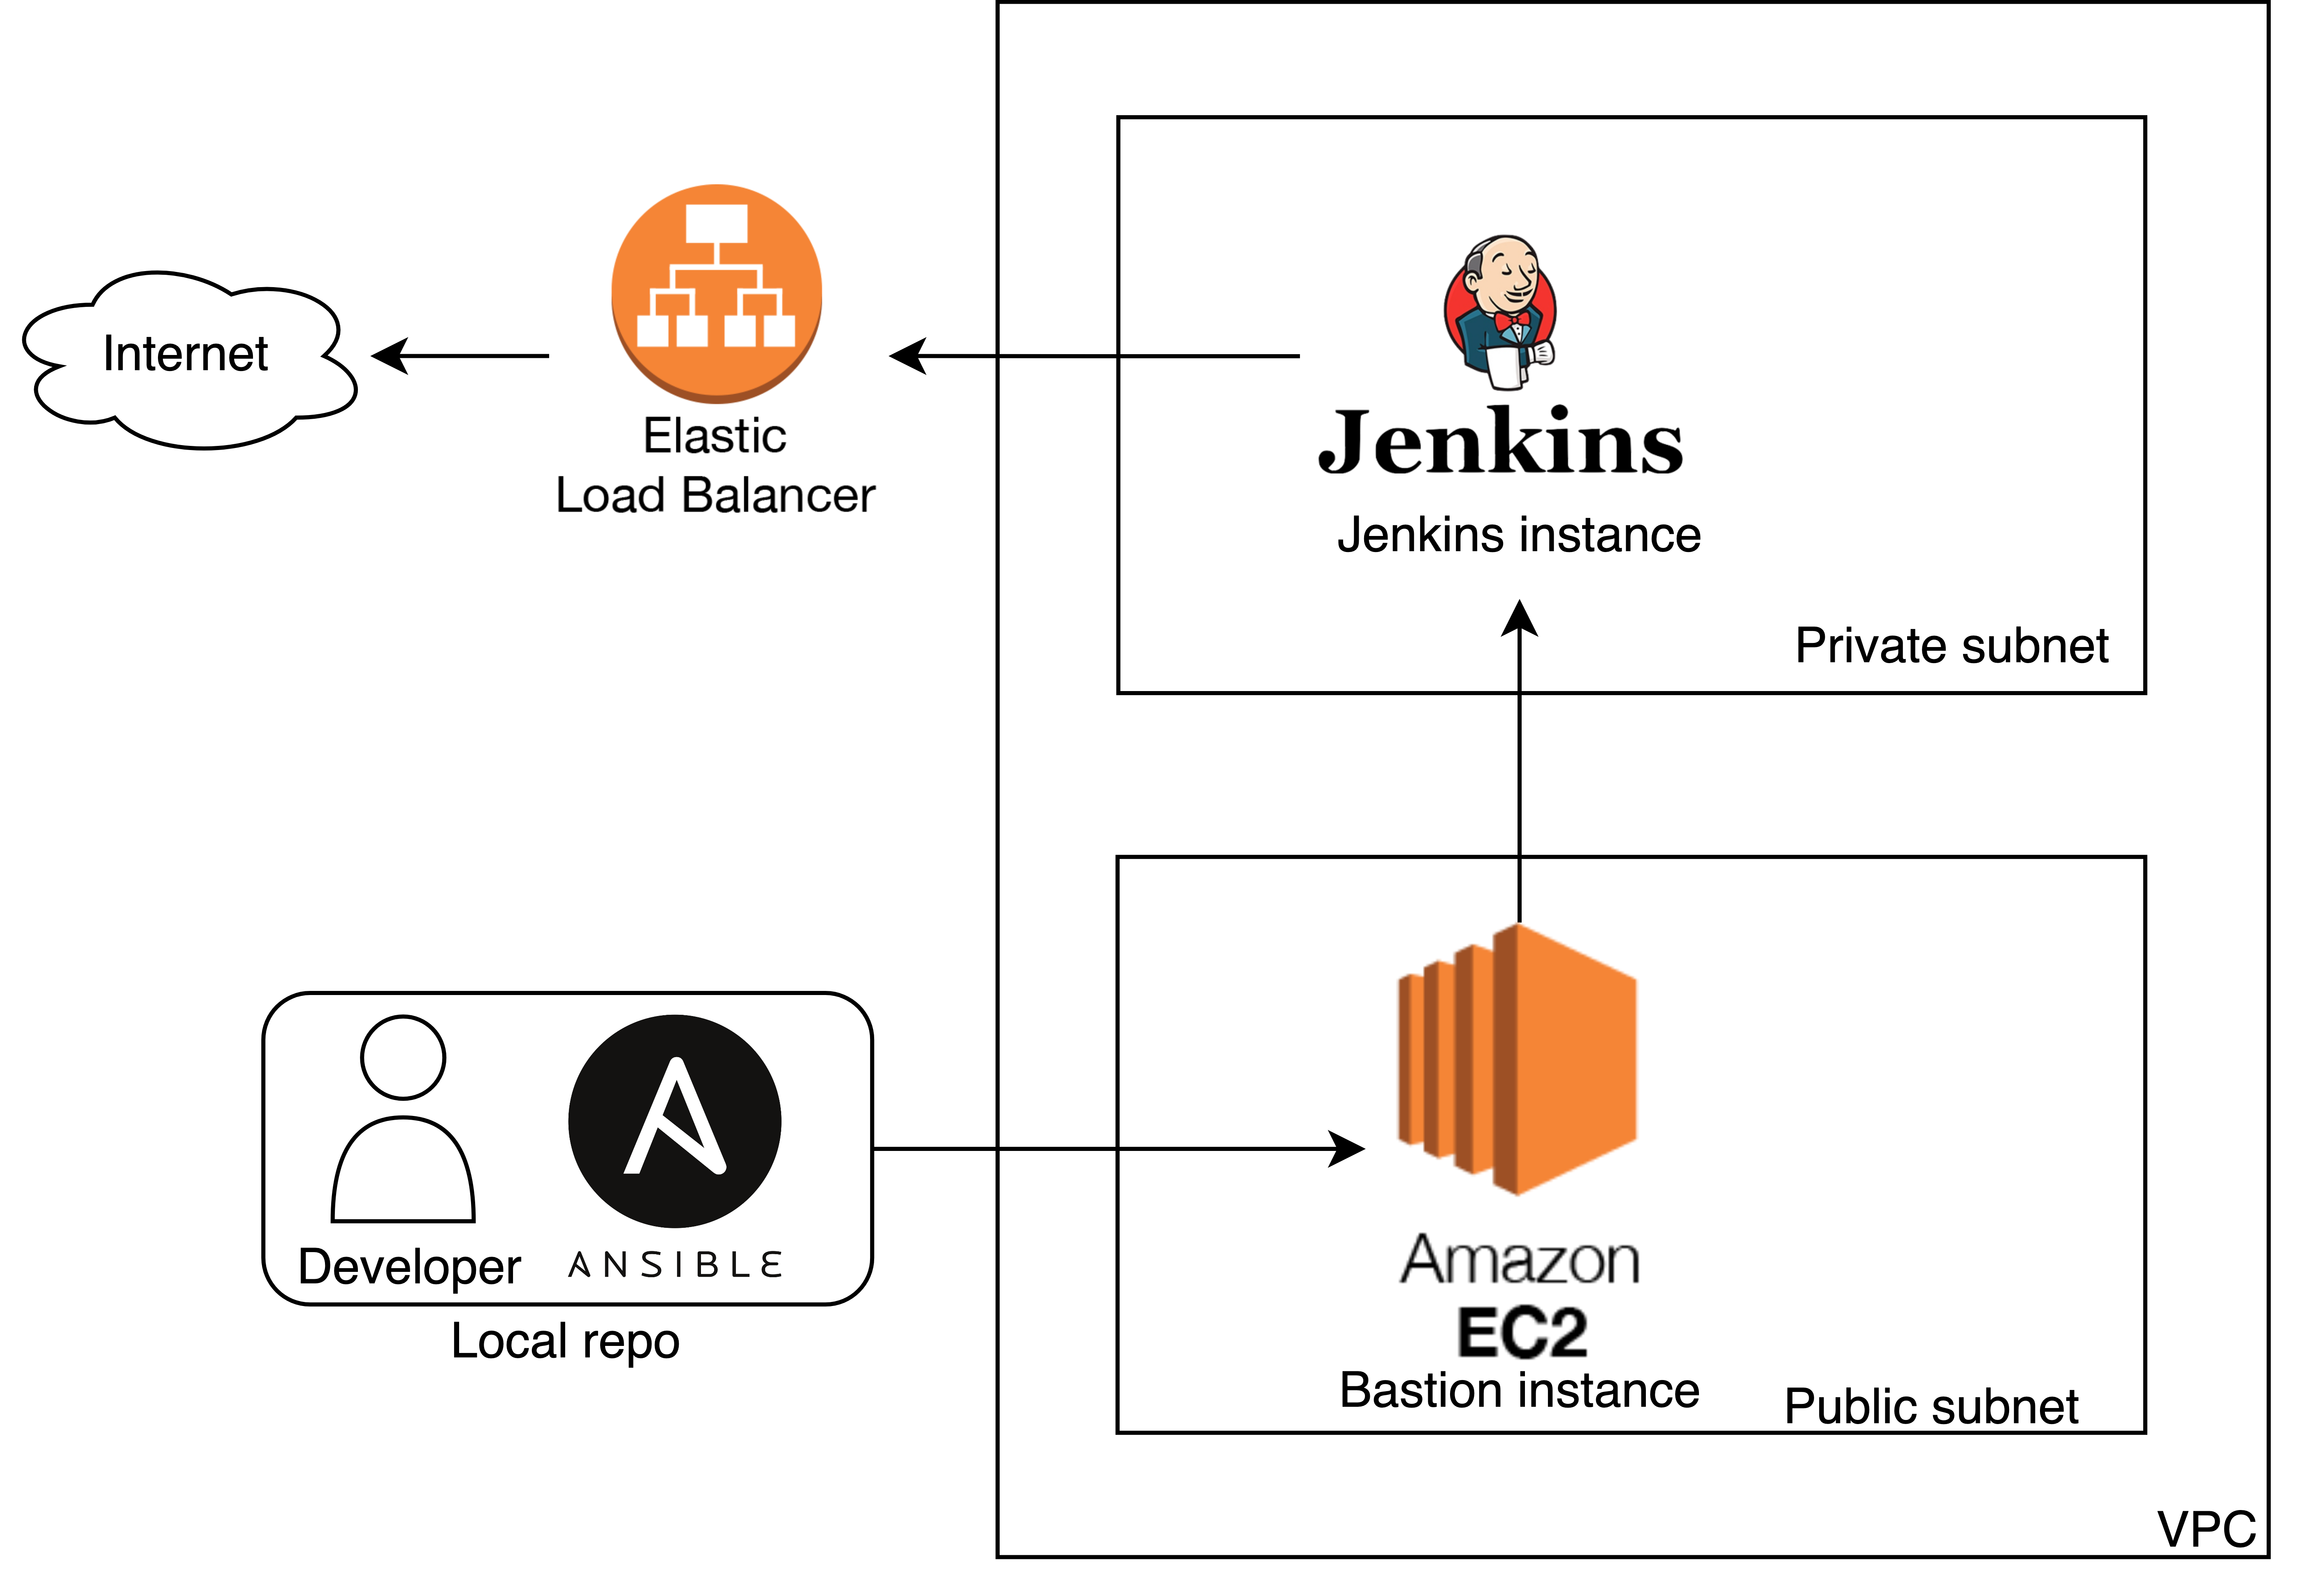 Internet
Elastic
Load Balancer
Jenkins
Jenkins instance
Private subnet
Developer
ANSIBLE
Local repo
Amazon
EC2
Bastion instance
Public subnet
VPC